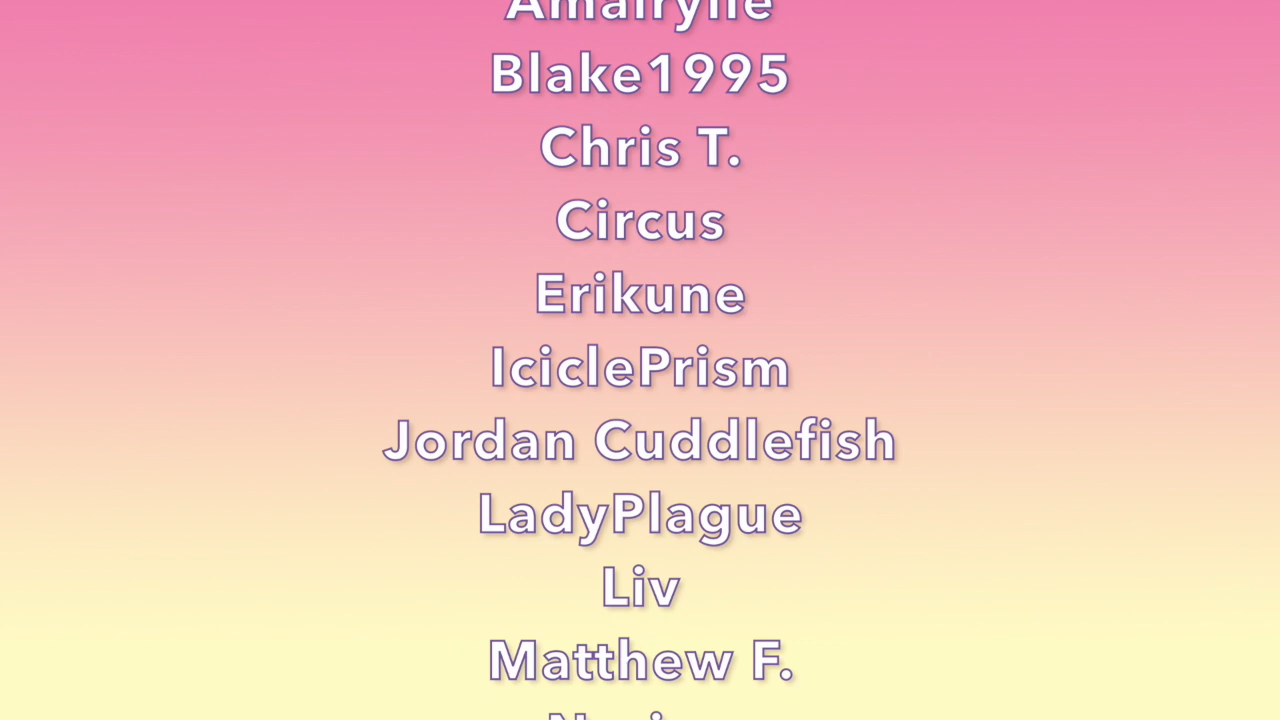 Blake1995
Chris T.
Circus
Erikune
IciclePrism
Jordan Cuddlefish
LadyPlague
Liv
Matthew F.